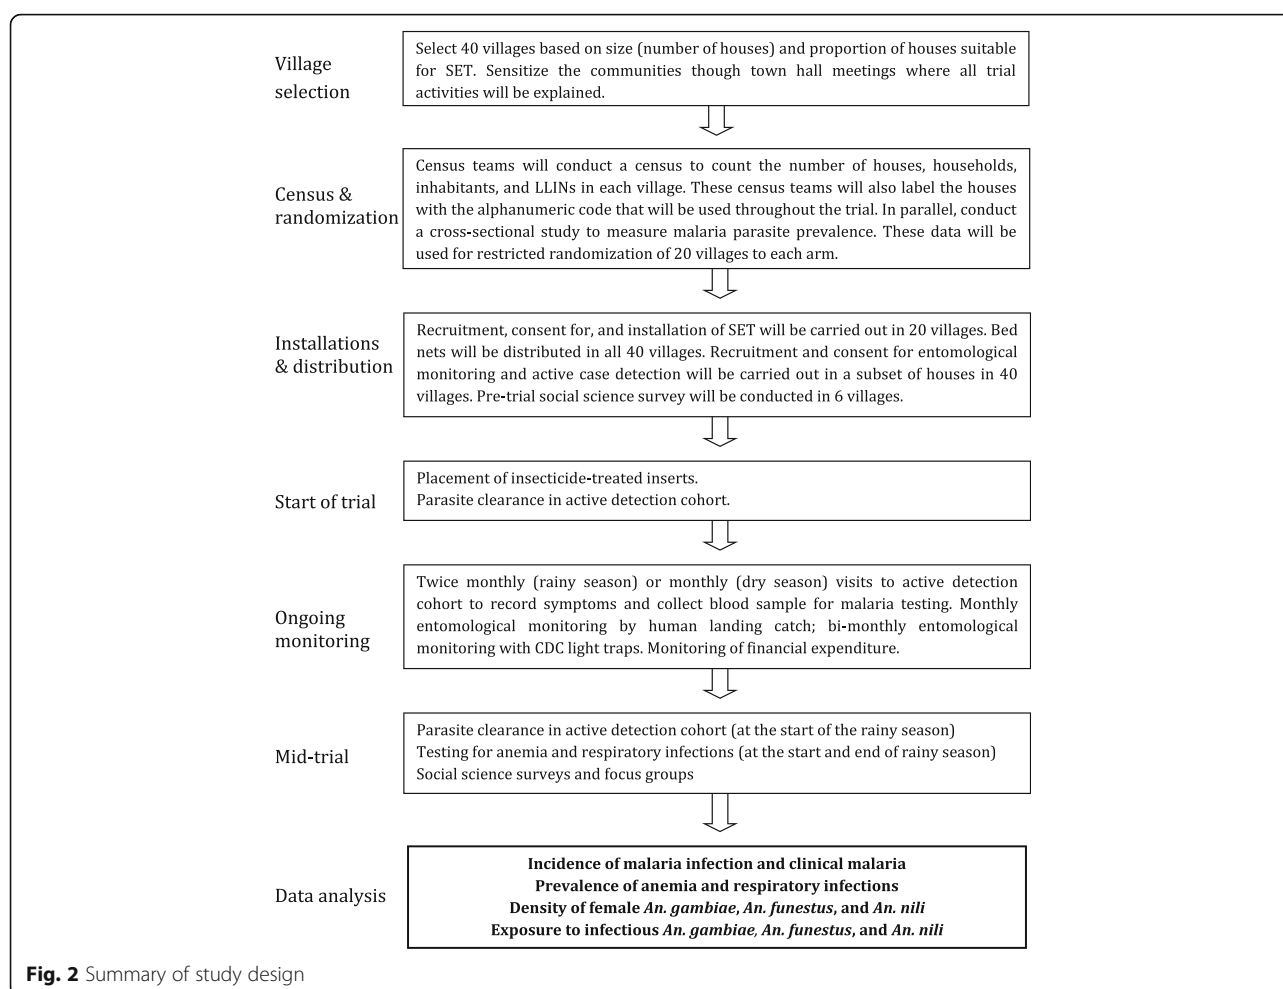 Village
selection
Select 40 villages based on size (number of houses) and proportion of houses suitable
for SET. Sensitize the communities though town hall meetings where all trial
activities will be explained.
Census &
randomization
Census teams will conduct a census to count the number of houses, households,
inhabitants, and LLINs in each village. These census teams will also label the houses
with the alphanumeric code that will be used throughout the trial. In parallel, conduct
a cross-sectional study to measure malaria parasite prevalence. These data will be
used for restricted randomization of 20 villages to each arm.
Installations
& distribution
Recruitment, consent for, and installation of SET will be carried out in 20 villages. Bed
nets will be distributed in all 40 villages. Recruitment and consent for entomological
monitoring and active case detection will be carried out in a subset of houses in 40
villages. Pre-trial social science survey will be conducted in 6 villages.
Start of trial
Placement of insecticide-treated inserts.
Parasite clearance in active detection cohort.
Ongoing
monitoring
Twice monthly (rainy season) or monthly (dry season) visits to active detection
cohort to record symptoms and collect blood sample for malaria testing. Monthly
entomological monitoring by human landing catch; bi-monthly entomological
monitoring with CDC light traps. Monitoring of financial expenditure.
Mid-trial
Parasite clearance in active detection cohort (at the start of the rainy season)
Testing for anemia and respiratory infections (at the start and end of rainy season)
Social science surveys and focus groups
Data analysis
Incidence of malaria infection and clinical malaria
Prevalence of anemia and respiratory infections
Density of female An. gambiae, An. funestus, and An. nili
Exposure to infectious An. gambiae, An. funestus, and An. nili
Fig. 2 Summary of study design